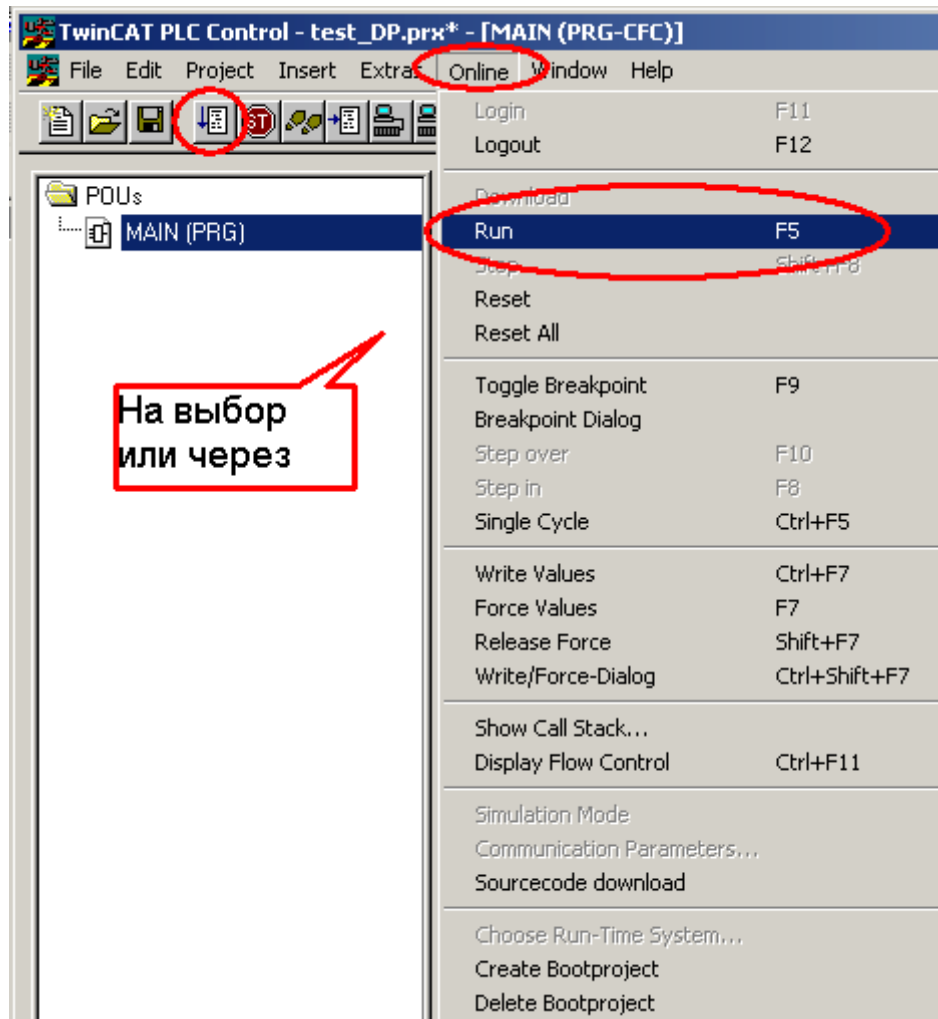 TwinCAT PLC Control - test_DP.prx* - [MAIN (PRG-CFC)]
File Edit Project Insert Extras Online Window Help
ST
Login F11
Logout F12
POUs
MAIN (PRG)
Download
Run F5
Stop Shift+F8
Reset
Reset All
На выбор
или через
Toggle Breakpoint F9
Breakpoint Dialog
Step over F10
Step in F8
Single Cycle Ctrl+F5
Write Values Ctrl+F7
Force Values F7
Release Force Shift+F7
Write/Force-Dialog Ctrl+Shift+F7
Show Call Stack...
Display Flow Control Ctrl+F11
Simulation Mode
Communication Parameters...
Sourcecode download
Choose Run-Time System...
Create Bootproject
Delete Bootproject